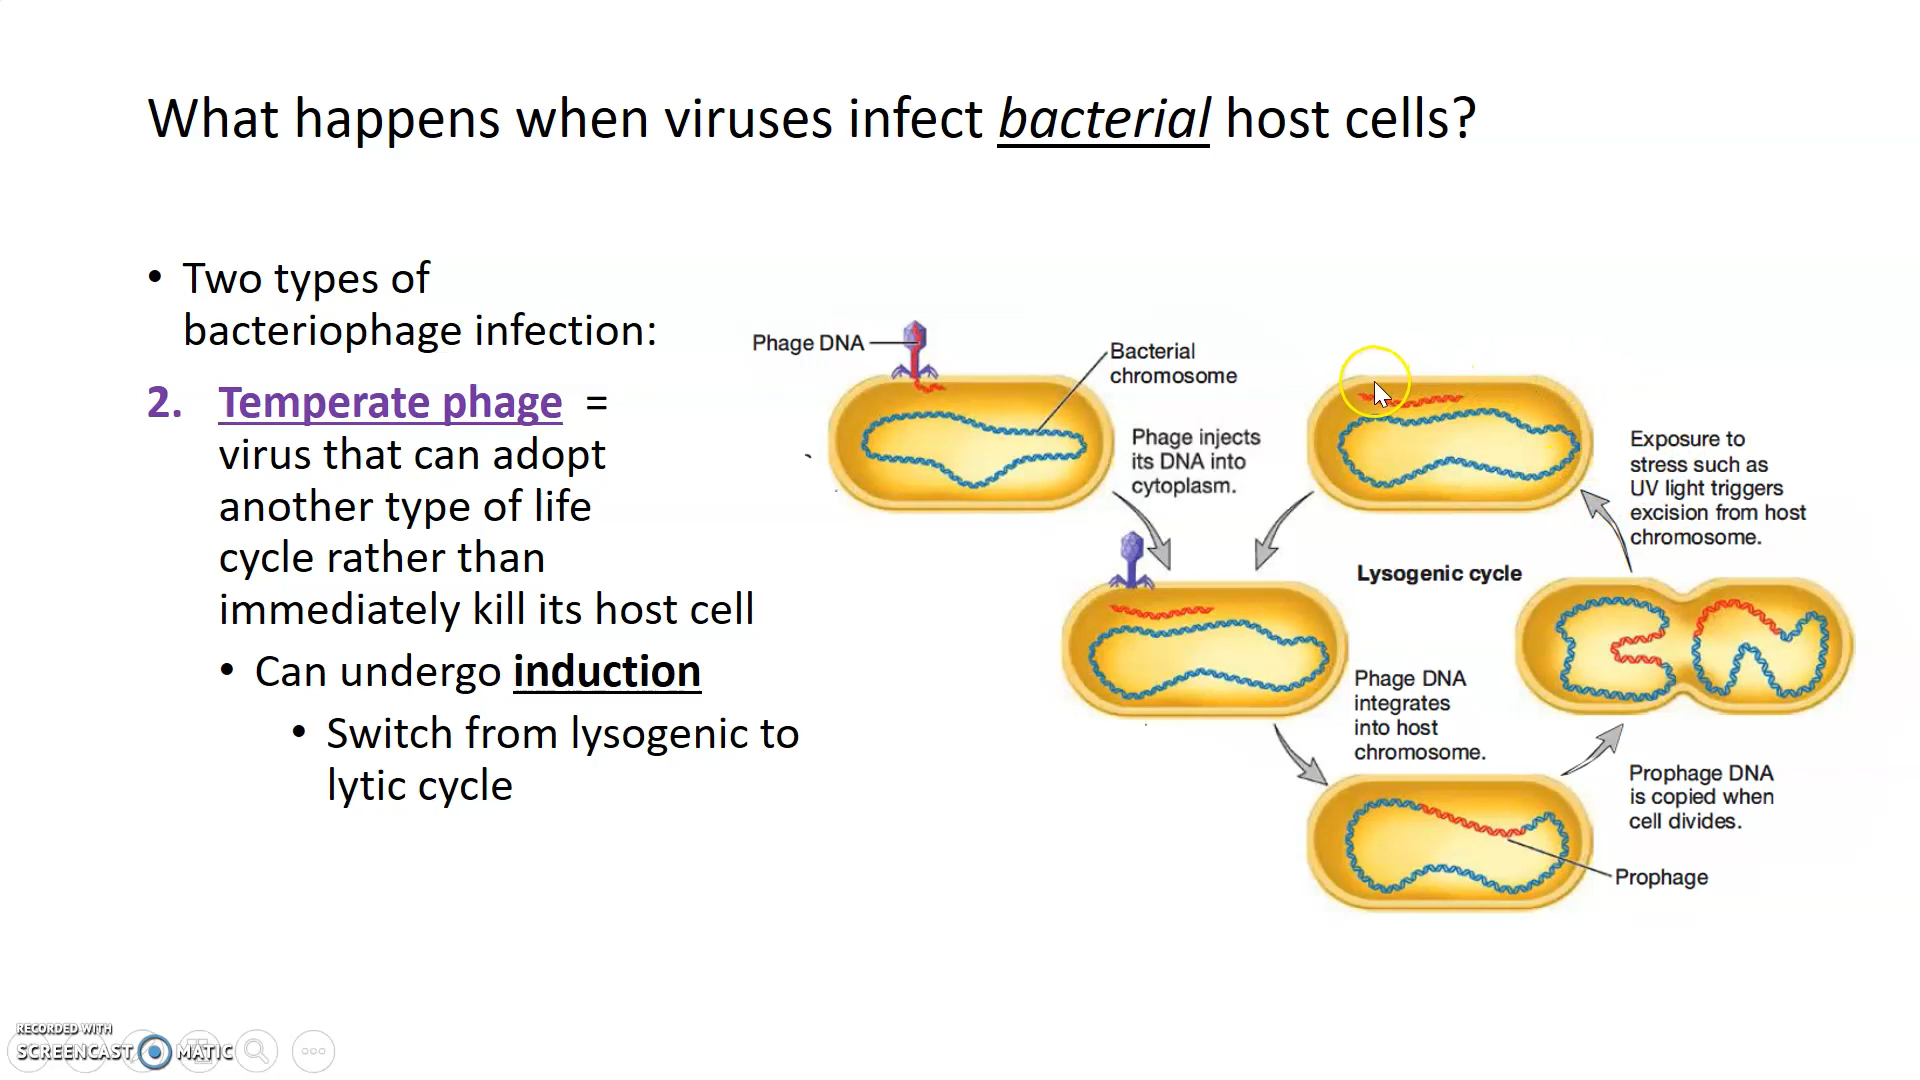 What happens when viruses infect bacterial host cells?
• Two types of
bacteriophage infection:
2. Temperate phage =
virus that can adopt
another type of life
cycle rather than
immediately kill its host cell
• Can undergo induction
• Switch from lysogenic to
lytic cycle
Phage DNA
Bacterial
chromosome
Phage injects
its DNA into
cytoplasm.
Exposure to
stress such as
UV light triggers
excision from host
chromosome.
Lysogenic cycle
Phage DNA
integrates
into host
chromosome.
Prophage DNA
is copied when
cell divides.
Prophage
RECORDED WITH
SCREENCAST MATIC